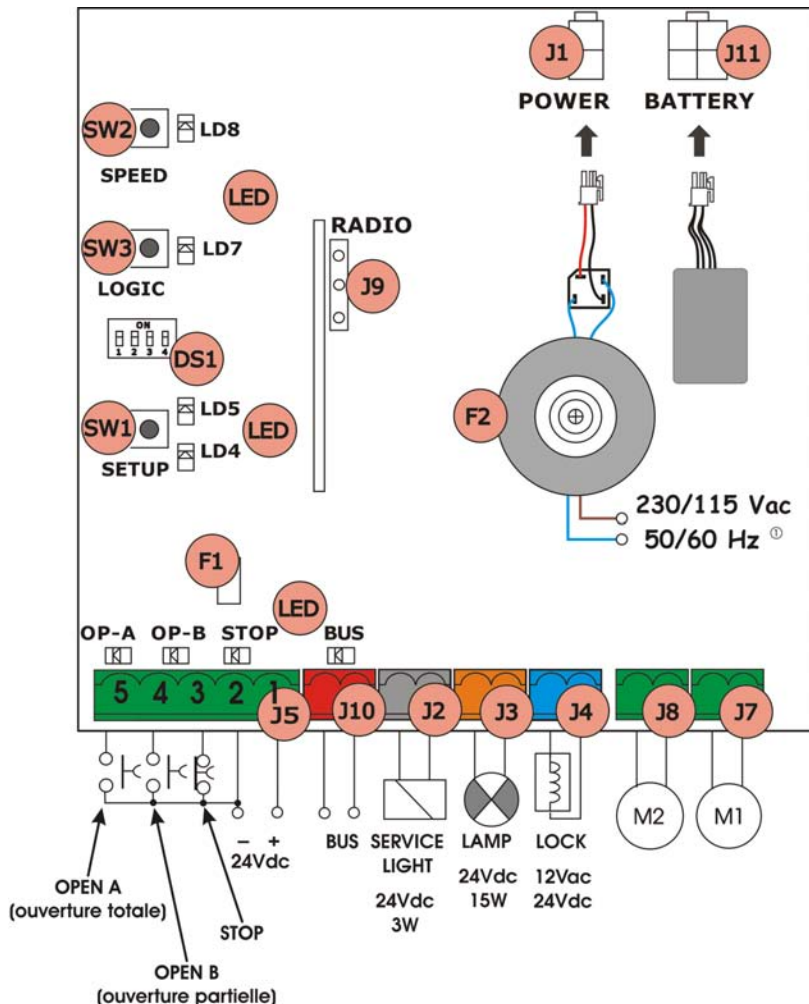 J1
J11
POWER
BATTERY
SW2
LD8
SPEED
LED
RADIO
SW3
LD7
LOGIC
J9
ON
1 2 3 4
DS1
LD5
SW1
LED
LD4
SETUP
F2
230/115 Vac
50/60 Hz ①
F1
LED
OP-A OP-B STOP BUS
5 4 3 2 1
J5
J10
J2
J3
J4
J8
J7
M2
M1
– +
24Vdc
BUS
SERVICE
LIGHT
24Vdc
3W
LAMP
24Vdc
15W
LOCK
12Vac
24Vdc
OPEN A
(ouverture totale)
STOP
OPEN B
(ouverture partielle)